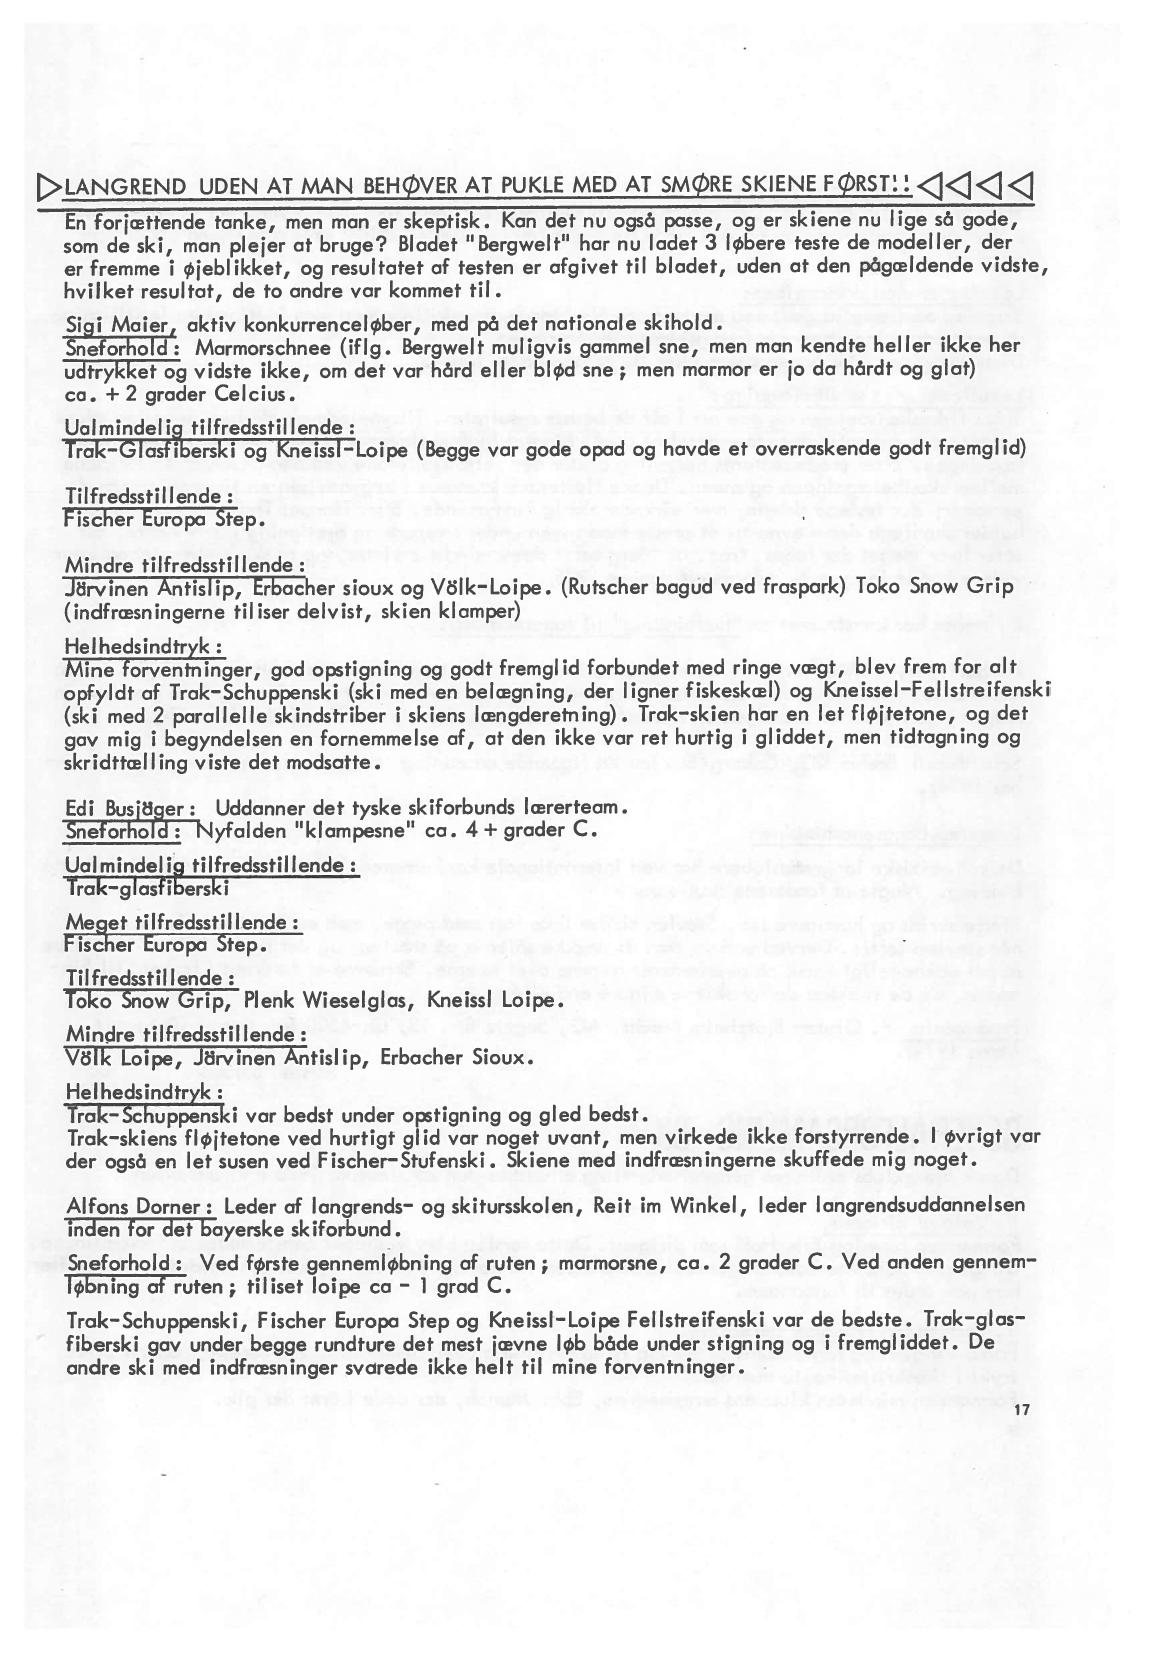 LANGREND UDEN AT MAN BEHØVER AT PUKLE MED AT SMØRE SKIENE FØRST!!
En forjættende tanke, men man er skeptisk. Kan det nu også passe, og er skiene nu lige så gode,
som de ski, man plejer at bruge? Bladet "Bergwelt" har nu ladet 3 løbere teste de modeller, der
er fremme i øjeblikket, og resultatet af testen er afgivet til bladet, uden at den pågældende vidste,
hvilket resultat, de to andre var kommet til.
Sigi Maier, aktiv konkurrenceløber, med på det nationale skihold.
Sneforhold: Marmorschnee (iflg. Bergwelt muligvis gammel sne, men man kendte heller ikke her
udtrykket og vidste ikke, om det var hård eller blød sne; men marmor er jo da hårdt og glat)
ca. + 2 grader Celcius.
Ualmindelig tilfredsstillende:
Trak-Glasfiberski og Kneissl-Loipe (Begge var gode opad og havde et overraskende godt fremglid)
Tilfredsstillende:
Fischer Europa Step.
Mindre tilfredsstillende:
Järvinen Antislip, Erbacher sioux og Völk-Loipe. (Rutscher bagud ved fraspark) Toko Snow Grip
(indfræsningerne tiliser delvist, skien klamper)
Helhedsindtryk:
Mine forventninger, god opstigning og godt fremglid forbundet med ringe vægt, blev frem for alt
opfyldt af Trak-Schuppenski (ski med en belægning, der ligner fiskeskæl) og Kneissel-Fellstreifenski
(ski med 2 parallelle skindstriber i skiens længderetning). Trak-skien har en let fløjtetone, og det
gav mig i begyndelsen en fornemmelse af, at den ikke var ret hurtig i gliddet, men tidtagning og
skridttælling viste det modsatte.
Edi Busjäger: Uddanner det tyske skiforbunds lærerteam.
Sneforhold: Nyfalden "klampesne" ca. 4 + grader C.
Ualmindelig tilfredsstillende:
Trak-glasfiberski
Meget tilfredsstillende:
Fischer Europa Step.
Tilfredsstillende:
Toko Snow Grip, Plenk Wieselglas, Kneissl Loipe.
Mindre tilfredsstillende:
Völk Loipe, Järvinen Antislip, Erbacher Sioux.
Helhedsindtryk:
Trak-Schuppenski var bedst under opstigning og gled bedst.
Trak-skiens fløjtetone ved hurtigt glid var noget uvant, men virkede ikke forstyrrende. I øvrigt var
der også en let susen ved Fischer-Stufenski. Skiene med indfræsningerne skuffede mig noget.
Alfons Dorner: Leder af langrends- og skitursskolen, Reit im Winkel, leder langrendsuddannelsen
inden for det bayerske skiforbund.
Sneforhold: Ved første gennemløbning af ruten; marmorsne, ca. 2 grader C. Ved anden gennem-
løbning af ruten; tiliset loipe ca - 1 grad C.
Trak-Schuppenski, Fischer Europa Step og Kneissl-Loipe Fellstreifenski var de bedste. Trak-glas-
fiberski gav under begge rundture det mest jævne løb både under stigning og i fremgliddet. De
andre ski med indfræsninger svarede ikke helt til mine forventninger.
17